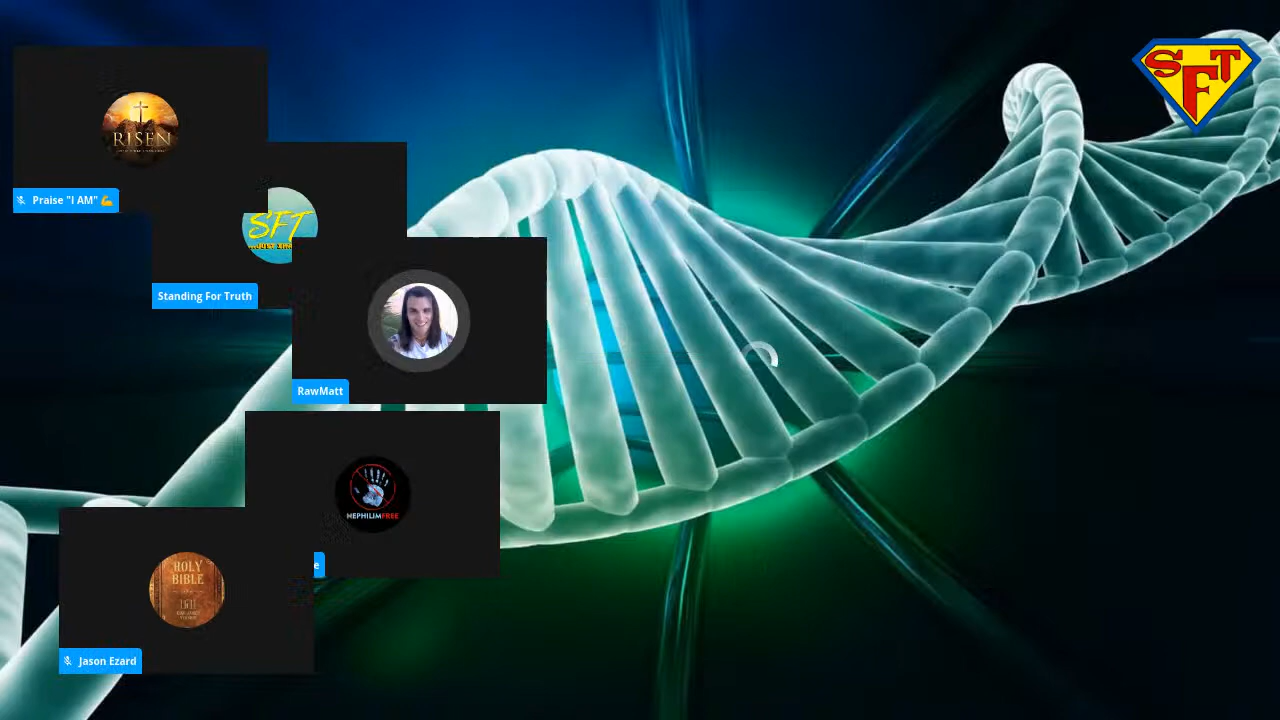 SFT
RISEN
Praise "I AM" 💪
SFT
Standing For Truth
RawMatt
NEPHILIMFREE
e
HOLY
BIBLE
1611
Jason Ezard